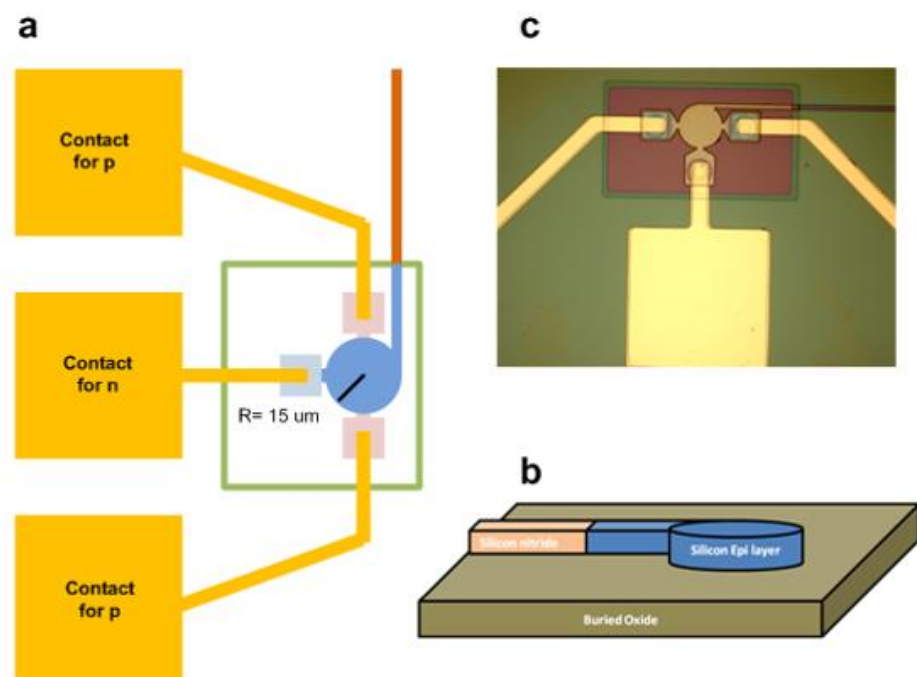 a
Contact
for p
Contact
for n
R= 15 um
Contact
for p
c
b
Silicon nitride
Silicon Epi layer
Buried Oxide